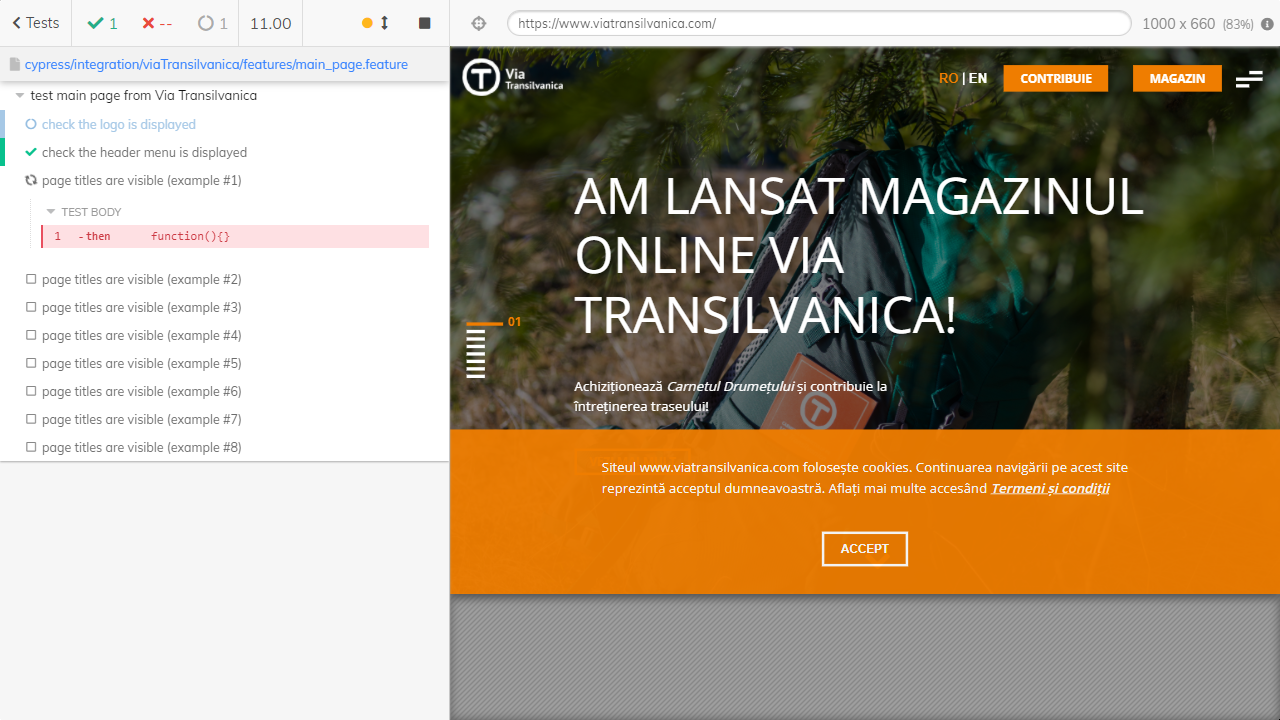 Tests
1
--
1
11.00
https://www.viatransilvanica.com/
1000 x 660 (83%)
cypress/integration/viaTransilvanica/features/main_page.feature
test main page from Via Transilvanica
check the logo is displayed
check the header menu is displayed
page titles are visible (example #1)
TEST BODY
1 -then function(){}
page titles are visible (example #2)
page titles are visible (example #3)
page titles are visible (example #4)
page titles are visible (example #5)
page titles are visible (example #6)
page titles are visible (example #7)
page titles are visible (example #8)
Via
Transilvanica
RO | EN
CONTRIBUIE
MAGAZIN
AM LANSAT MAGAZINUL
ONLINE VIA
TRANSILVANICA!
01
Achiziționează Carnetul Drumețului și contribuie la
întreținerea traseului!
Siteul www.viatransilvanica.com folosește cookies. Continuarea navigării pe acest site
reprezintă acceptul dumneavoastră. Aflați mai multe accesând Termeni și condiții
ACCEPT